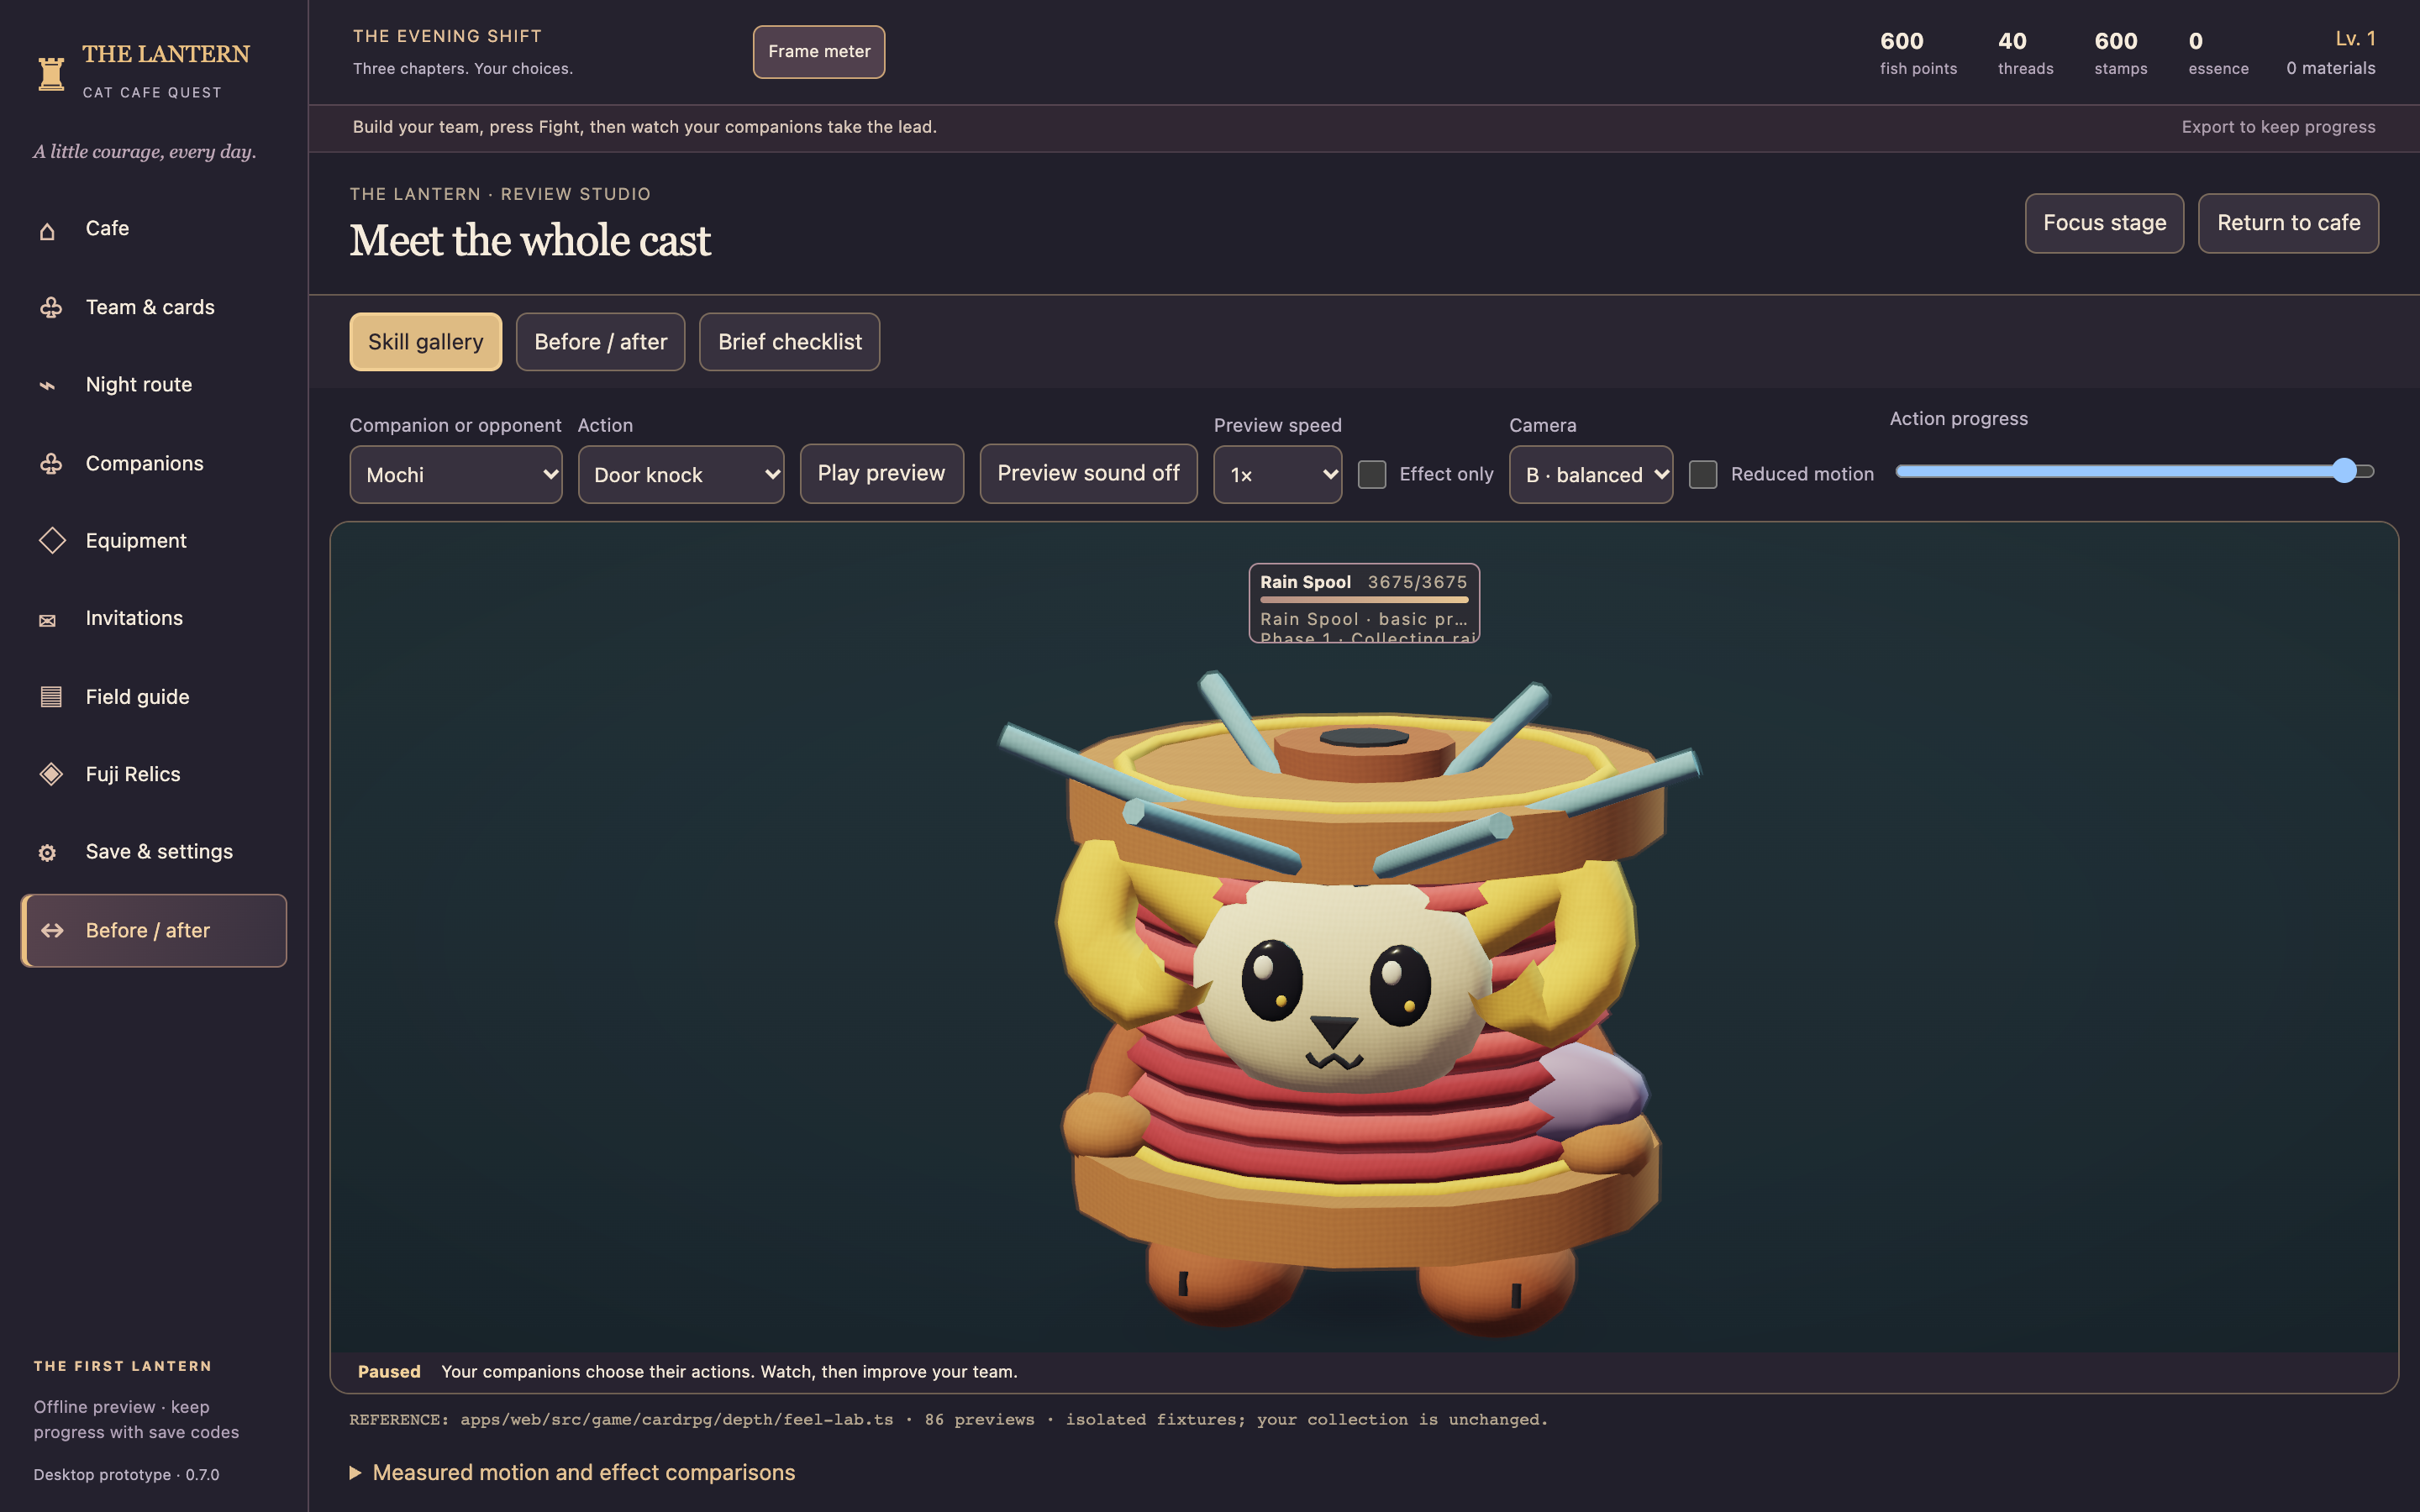 THE LANTERN
CAT CAFE QUEST
A little courage, every day.
Cafe
Team & cards
Night route
Companions
Equipment
Invitations
Field guide
Fuji Relics
Save & settings
Before / after
THE FIRST LANTERN
Offline preview · keep
progress with save codes
Desktop prototype · 0.7.0
THE EVENING SHIFT
Three chapters. Your choices.
Frame meter
600 fish points
40 threads
600 stamps
0 essence
Lv. 1
0 materials
Build your team, press Fight, then watch your companions take the lead.
Export to keep progress
THE LANTERN · REVIEW STUDIO
Meet the whole cast
Focus stage
Return to cafe
Skill gallery
Before / after
Brief checklist
Companion or opponent
Mochi
Action
Door knock
Play preview
Preview sound off
Preview speed
1×
Effect only
Camera
B · balanced
Reduced motion
Action progress
Rain Spool 3675/3675
Rain Spool · basic pr…
Phase 1 · Collecting rai
Paused Your companions choose their actions. Watch, then improve your team.
REFERENCE: apps/web/src/game/cardrpg/depth/feel-lab.ts · 86 previews · isolated fixtures; your collection is unchanged.
Measured motion and effect comparisons